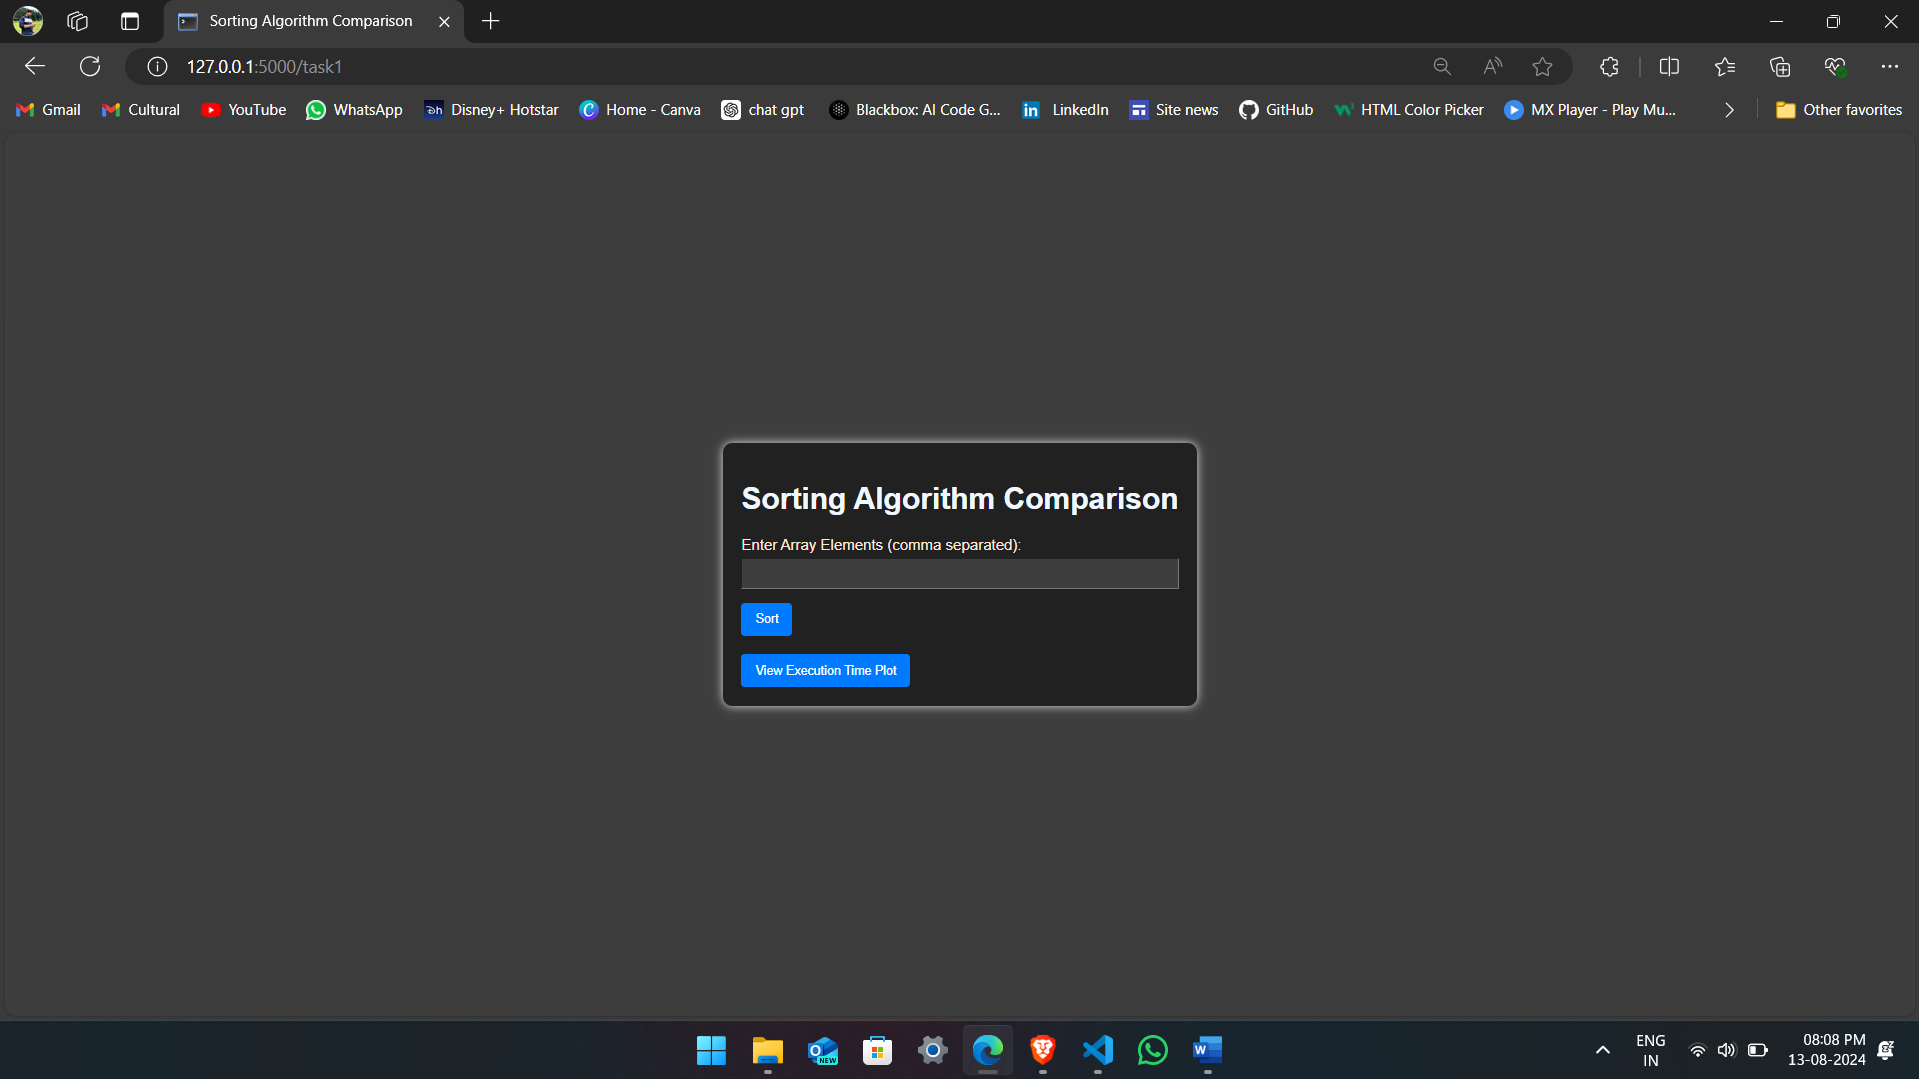 Sorting Algorithm Comparison
127.0.0.1:5000/task1
Gmail Cultural YouTube WhatsApp Disney+ Hotstar Home - Canva chat gpt Blackbox: AI Code G... LinkedIn Site news GitHub HTML Color Picker MX Player - Play Mu... Other favorites
Sorting Algorithm Comparison
Enter Array Elements (comma separated):
Sort
View Execution Time Plot
ENG
IN
08:08 PM
13-08-2024